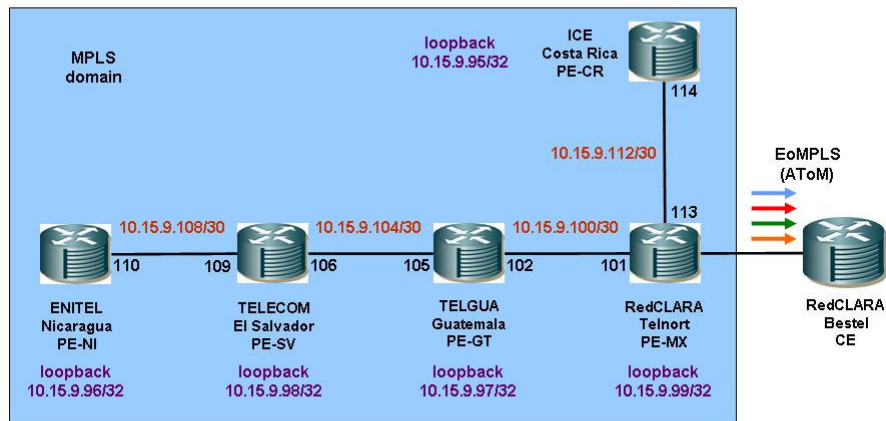 MPLS
domain
loopback
10.15.9.95/32
ICE
Costa Rica
PE-CR
114
10.15.9.112/30
EoMPLS
(AToM)
10.15.9.108/30
10.15.9.104/30
10.15.9.100/30
113
110
109
106
105
102
101
ENITEL
Nicaragua
PE-NI
TELECOM
El Salvador
PE-SV
TELGUA
Guatemala
PE-GT
RedCLARA
Telnort
PE-MX
RedCLARA
Bestel
CE
loopback
10.15.9.96/32
loopback
10.15.9.98/32
loopback
10.15.9.97/32
loopback
10.15.9.99/32